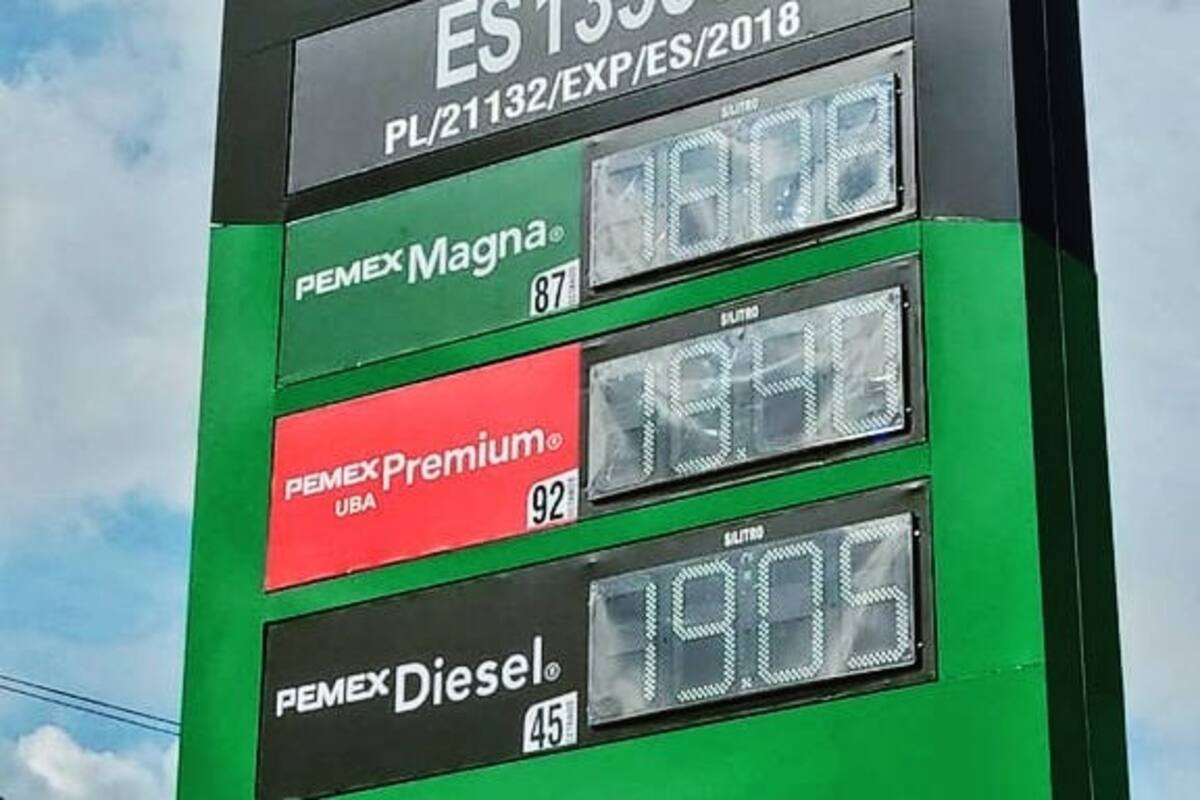 PL/21132/EXP/ES/2018
$/LITRO
PEMEX Magna®
87
18.08
$/LITRO
PEMEX Premium®
UBA
92
19.40
$/LITRO
PEMEX Diesel®
45
19.05